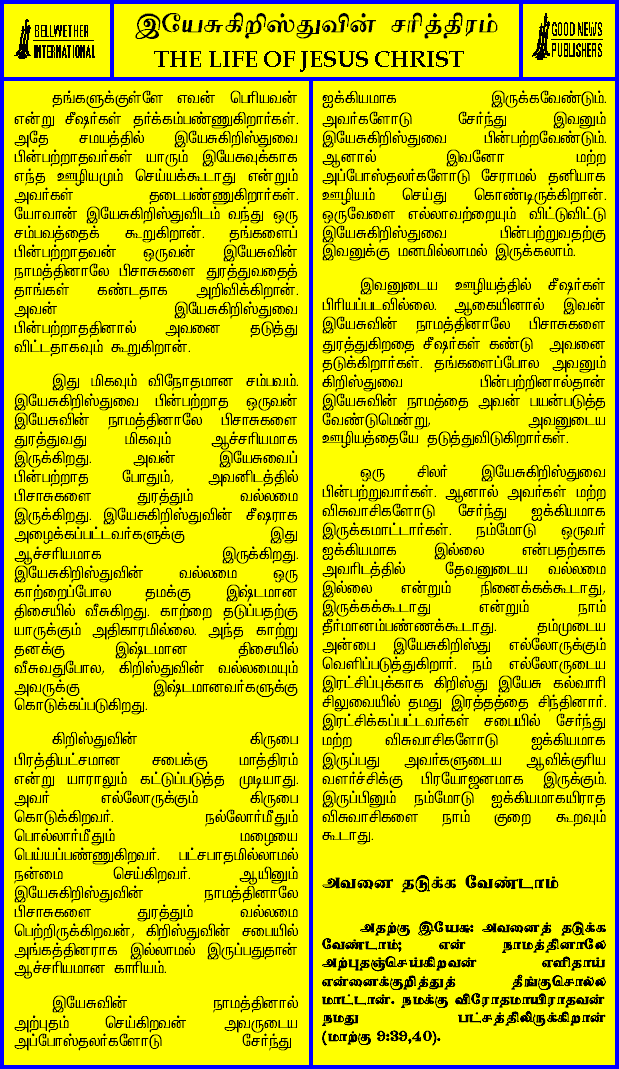 BELLWETHER
INTERNATIONAL
இயேசுகிறிஸ்துவின் சரித்திரம்
THE LIFE OF JESUS CHRIST
GOOD NEWS
PUBLISHERS
தங்களுக்குள்ளே எவன் பெரியவன்
என்று சீஷர்கள் தர்க்கம்பண்ணுகிறார்கள்.
அதே சமயத்தில் இயேசுகிறிஸ்துவை
பின்பற்றாதவர்கள் யாரும் இயேசுவுக்காக
எந்த ஊழியமும் செய்யக்கூடாது என்றும்
அவர்கள் தடைபண்ணுகிறார்கள்.
யோவான் இயேசுகிறிஸ்துவிடம் வந்து ஒரு
சம்பவத்தைக் கூறுகிறான். தங்களைப்
பின்பற்றாதவன் ஒருவன் இயேசுவின்
நாமத்தினாலே பிசாசுகளை துரத்துவதைத்
தாங்கள் கண்டதாக அறிவிக்கிறான்.
அவன் இயேசுகிறிஸ்துவை
பின்பற்றாததினால் அவனை தடுத்து
விட்டதாகவும் கூறுகிறான்.
இது மிகவும் விநோதமான சம்பவம்.
இயேசுகிறிஸ்துவை பின்பற்றாத ஒருவன்
இயேசுவின் நாமத்தினாலே பிசாசுகளை
துரத்துவது மிகவும் ஆச்சரியமாக
இருக்கிறது. அவன் இயேசுவைப்
பின்பற்றாத போதும், அவனிடத்தில்
பிசாசுகளை துரத்தும் வல்லமை
இருக்கிறது. இயேசுகிறிஸ்துவின் சீஷராக
அழைக்கப்பட்டவர்களுக்கு இது
ஆச்சரியமாக இருக்கிறது.
இயேசுகிறிஸ்துவின் வல்லமை ஒரு
காற்றைப்போல தமக்கு இஷ்டமான
திசையில் வீசுகிறது. காற்றை தடுப்பதற்கு
யாருக்கும் அதிகாரமில்லை. அந்த காற்று
தனக்கு இஷ்டமான திசையில்
வீசுவதுபோல, கிறிஸ்துவின் வல்லமையும்
அவருக்கு இஷ்டமானவர்களுக்கு
கொடுக்கப்படுகிறது.
கிறிஸ்துவின் கிருபை
பிரத்தியட்சமான சபைக்கு மாத்திரம்
என்று யாராலும் கட்டுப்படுத்த முடியாது.
அவர் எல்லோருக்கும் கிருபை
கொடுக்கிறவர். நல்லோர்மீதும்
பொல்லார்மீதும் மழையை
பெய்யப்பண்ணுகிறவர். பட்சபாதமில்லாமல்
நன்மை செய்கிறவர். ஆயினும்
இயேசுகிறிஸ்துவின் நாமத்தினாலே
பிசாசுகளை துரத்தும் வல்லமை
பெற்றிருக்கிறவன், கிறிஸ்துவின் சபையில்
அங்கத்தினராக இல்லாமல் இருப்பதுதான்
ஆச்சரியமான காரியம்.
இயேசுவின் நாமத்தினால்
அற்புதம் செய்கிறவன் அவருடைய
அப்போஸ்தலர்களோடு சேர்ந்து
ஐக்கியமாக இருக்கவேண்டும்.
அவர்களோடு சேர்ந்து இவனும்
இயேசுகிறிஸ்துவை பின்பற்றவேண்டும்.
ஆனால் இவனோ மற்ற
அப்போஸ்தலர்களோடு சேராமல் தனியாக
ஊழியம் செய்து கொண்டிருக்கிறான்.
ஒருவேளை எல்லாவற்றையும் விட்டுவிட்டு
இயேசுகிறிஸ்துவை பின்பற்றுவதற்கு
இவனுக்கு மனமில்லாமல் இருக்கலாம்.
இவனுடைய ஊழியத்தில் சீஷர்கள்
பிரியப்படவில்லை. ஆகையினால் இவன்
இயேசுவின் நாமத்தினாலே பிசாசுகளை
துரத்துகிறதை சீஷர்கள் கண்டு அவனை
தடுக்கிறார்கள். தங்களைப்போல அவனும்
கிறிஸ்துவை பின்பற்றினால்தான்
இயேசுவின் நாமத்தை அவன் பயன்படுத்த
வேண்டுமென்று, அவனுடைய
ஊழியத்தையே தடுத்துவிடுகிறார்கள்.
ஒரு சிலர் இயேசுகிறிஸ்துவை
பின்பற்றுவார்கள். ஆனால் அவர்கள் மற்ற
விசுவாசிகளோடு சேர்ந்து ஐக்கியமாக
இருக்கமாட்டார்கள். நம்மோடு ஒருவர்
ஐக்கியமாக இல்லை என்பதற்காக
அவரிடத்தில் தேவனுடைய வல்லமை
இல்லை என்றும் நினைக்கக்கூடாது,
இருக்கக்கூடாது என்றும் நாம்
தீர்மானம்பண்ணக்கூடாது. தம்முடைய
அன்பை இயேசுகிறிஸ்து எல்லோருக்கும்
வெளிப்படுத்துகிறார். நம் எல்லோருடைய
இரட்சிப்புக்காக கிறிஸ்து இயேசு கல்வாரி
சிலுவையில் தமது இரத்தத்தை சிந்தினார்.
இரட்சிக்கப்பட்டவர்கள் சபையில் சேர்ந்து
மற்ற விசுவாசிகளோடு ஐக்கியமாக
இருப்பது அவர்களுடைய ஆவிக்குரிய
வளர்ச்சிக்கு பிரயோஜனமாக இருக்கும்.
இருப்பினும் நம்மோடு ஐக்கியமாகயிராத
விசுவாசிகளை நாம் குறை கூறவும்
கூடாது.
அவனை தடுக்க வேண்டாம்
அதற்கு இயேசு: அவனைத் தடுக்க
வேண்டாம்; என் நாமத்தினாலே
அற்புதஞ்செய்கிறவன் எளிதாய்
என்னைக்குறித்துத் தீங்குசொல்ல
மாட்டான். நமக்கு விரோதமாயிராதவன்
நமது பட்சத்திலிருக்கிறான்
(மாற்கு 9:39,40).